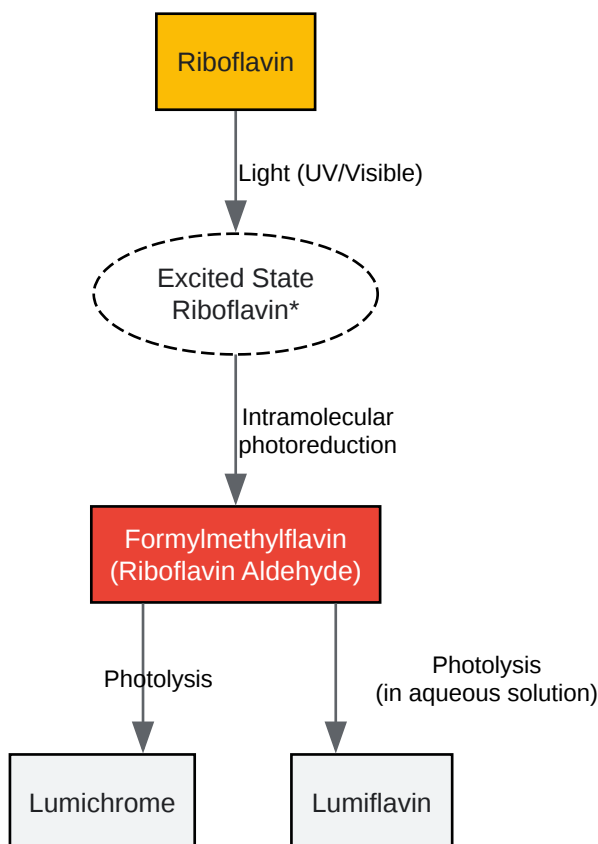 Riboflavin
Light (UV/Visible)
Excited State
Riboflavin*
Intramolecular
photoreduction
Formylmethylflavin
(Riboflavin Aldehyde)
Photolysis
Photolysis
(in aqueous solution)
Lumichrome
Lumiflavin